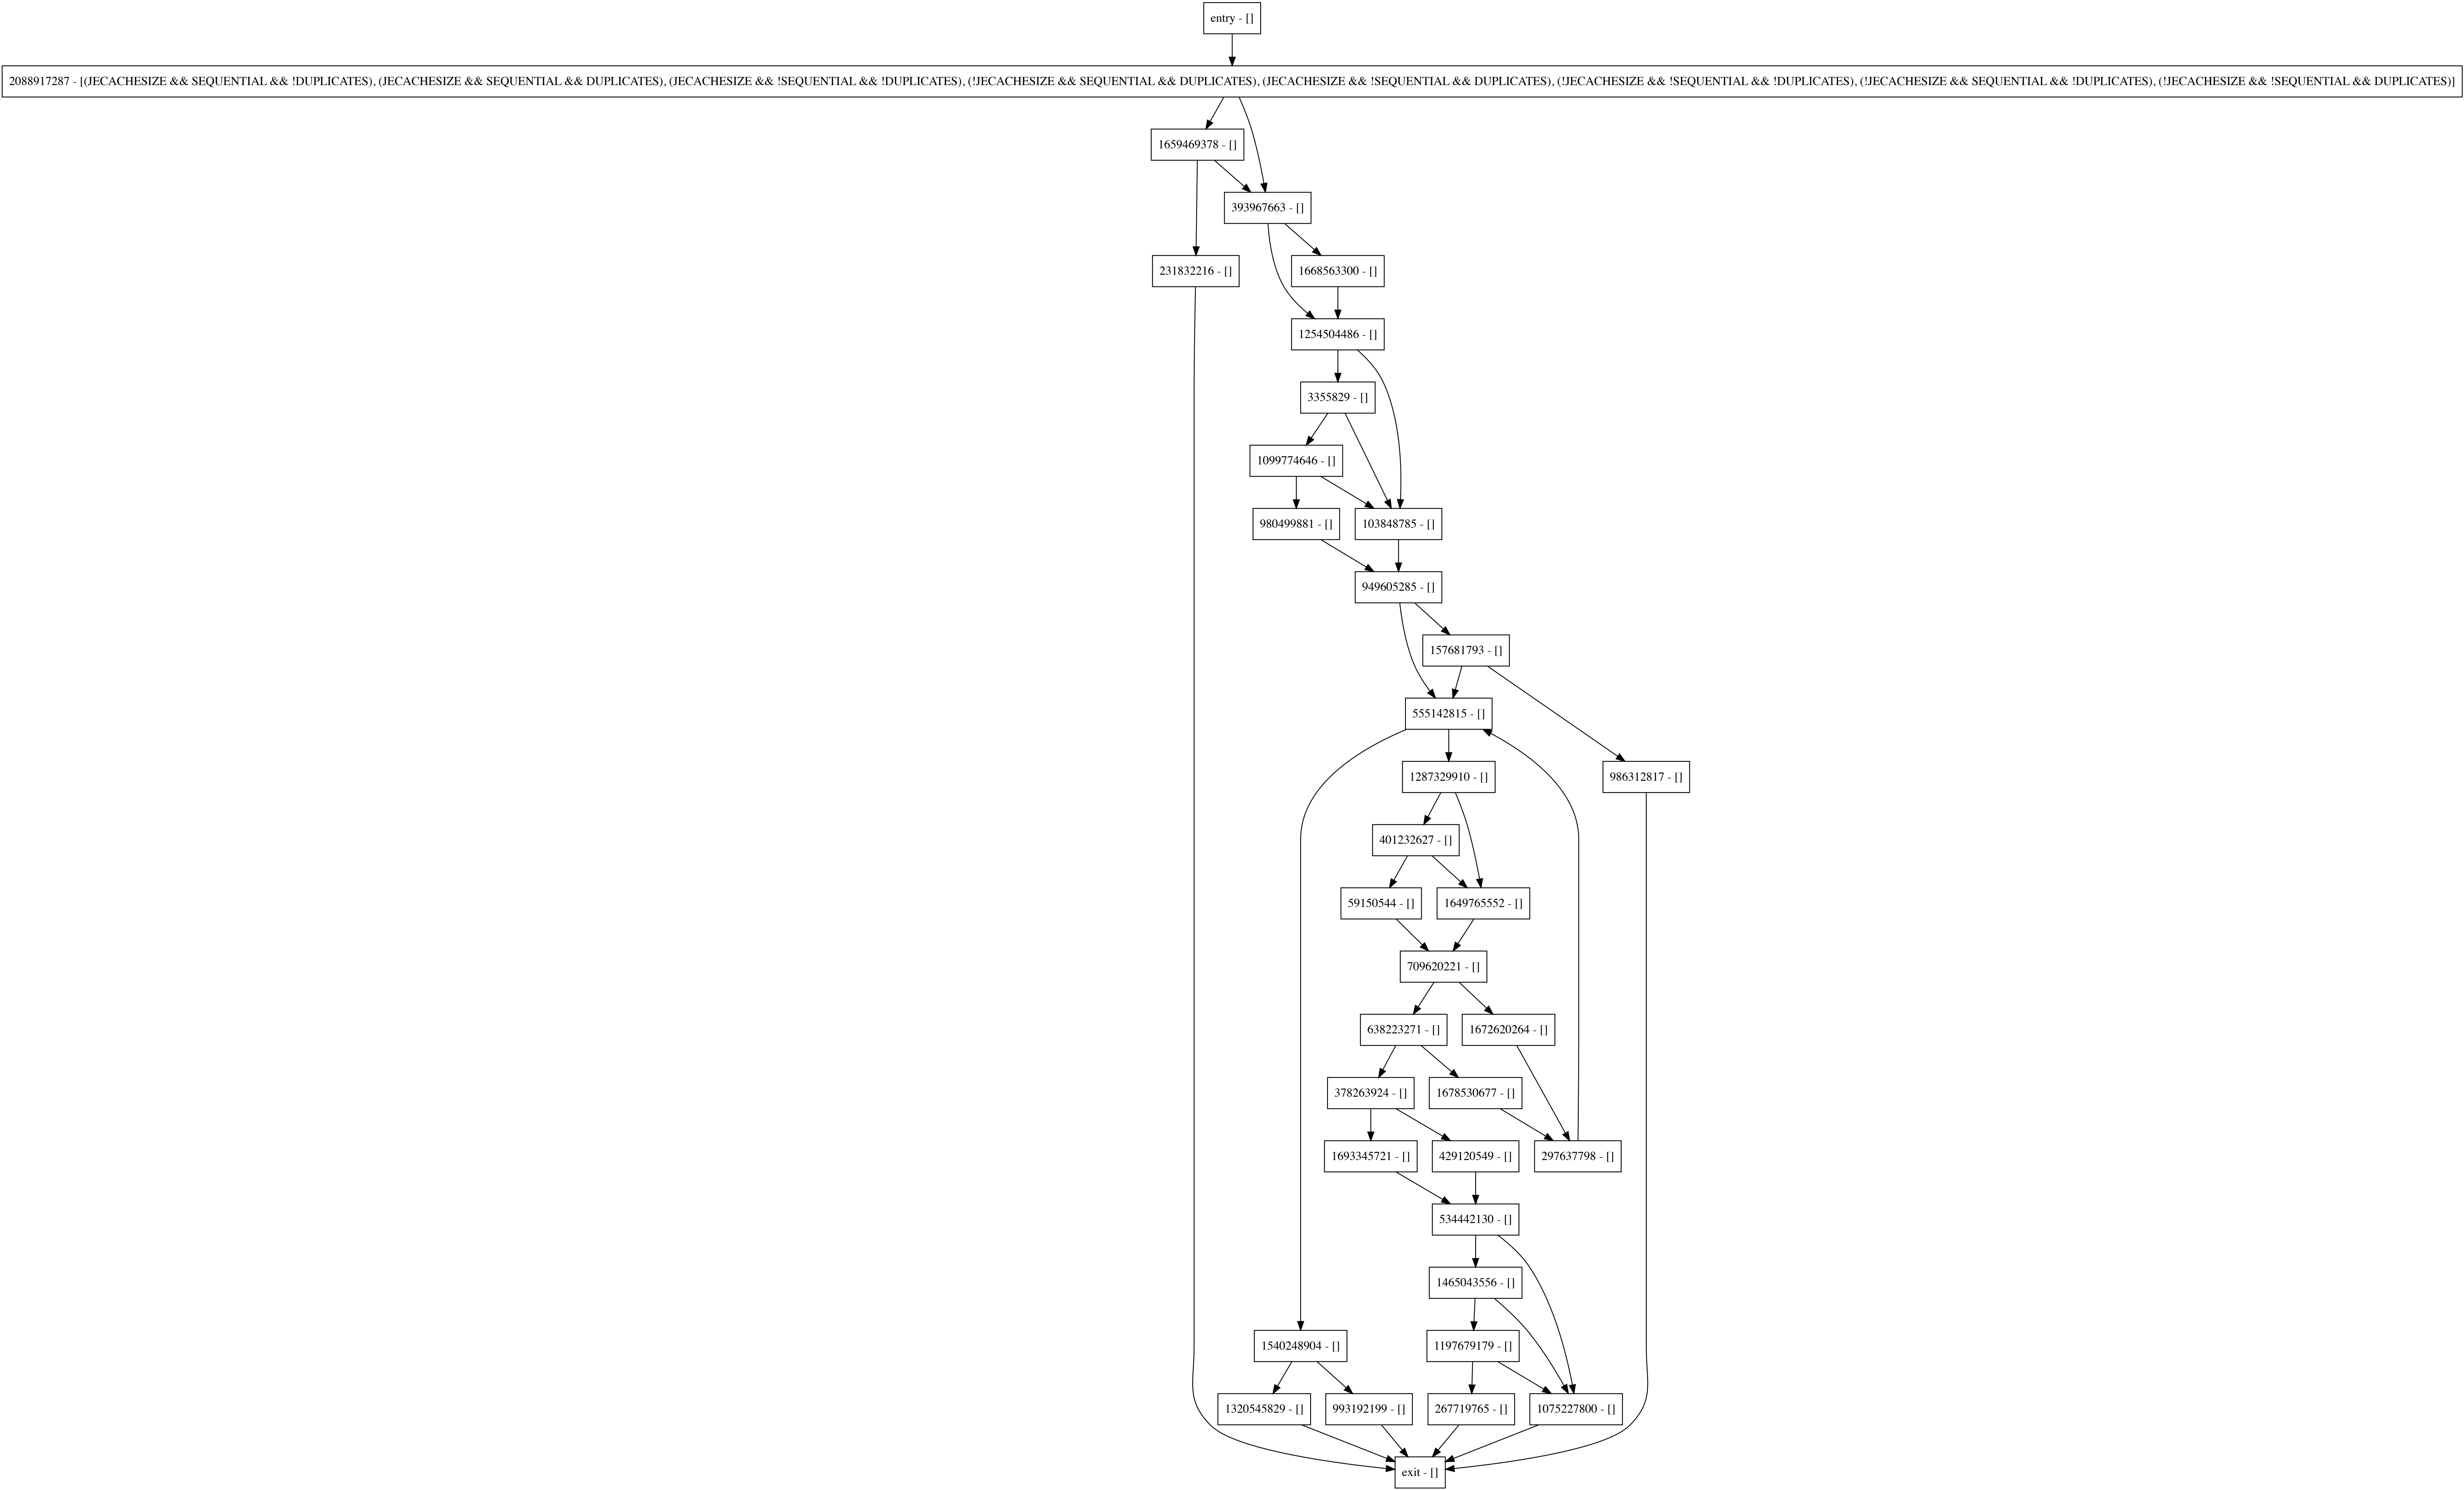 entry - []
2088917287 - [(JECACHESIZE && SEQUENTIAL && !DUPLICATES), (JECACHESIZE && SEQUENTIAL && DUPLICATES), (JECACHESIZE && !SEQUENTIAL && !DUPLICATES), (!JECACHESIZE && SEQUENTIAL && DUPLICATES), (JECACHESIZE && !SEQUENTIAL && DUPLICATES), (!JECACHESIZE && !SEQUENTIAL && !DUPLICATES), (!JECACHESIZE && SEQUENTIAL && !DUPLICATES), (!JECACHESIZE && !SEQUENTIAL && DUPLICATES)]
1659469378 - []
393967663 - []
231832216 - []
1668563300 - []
1254504486 - []
3355829 - []
1099774646 - []
980499881 - []
103848785 - []
949605285 - []
157681793 - []
555142815 - []
1287329910 - []
986312817 - []
401232627 - []
59150544 - []
1649765552 - []
709620221 - []
638223271 - []
1672620264 - []
378263924 - []
1678530677 - []
1693345721 - []
429120549 - []
297637798 - []
534442130 - []
1465043556 - []
1540248904 - []
1197679179 - []
1320545829 - []
993192199 - []
267719765 - []
1075227800 - []
exit - []